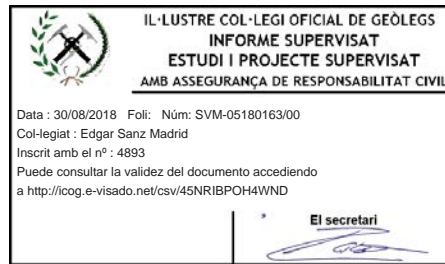 IL·LUSTRE COL·LEGI OFICIAL DE GEÒLEGS
INFORME SUPERVISAT
ESTUDI I PROJECTE SUPERVISAT
AMB ASSEGURANÇA DE RESPONSABILITAT CIVIL
Data : 30/08/2018 Foli: Núm: SVM-05180163/00
Col-legiat : Edgar Sanz Madrid
Inscrit amb el nº : 4893
Puede consultar la validez del documento accediendo
a http://icog.e-visado.net/csv/45NRIBPOH4WND
El secretari